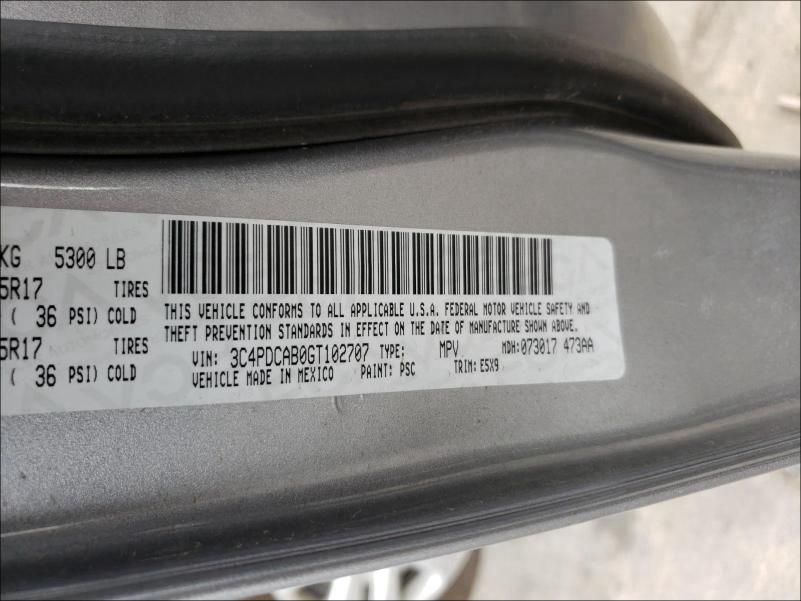 KG 5300 LB
5R17 TIRES
( 36 PSI) COLD
5R17 TIRES
( 36 PSI) COLD
THIS VEHICLE CONFORMS TO ALL APPLICABLE U.S.A. FEDERAL MOTOR VEHICLE SAFETY AND
THEFT PREVENTION STANDARDS IN EFFECT ON THE DATE OF MANUFACTURE SHOWN ABOVE.
VIN: 3C4PDCAB0GT102707 TYPE: MPV MDH:073017 473AA
VEHICLE MADE IN MEXICO PAINT: PSC TRIM: E5X9